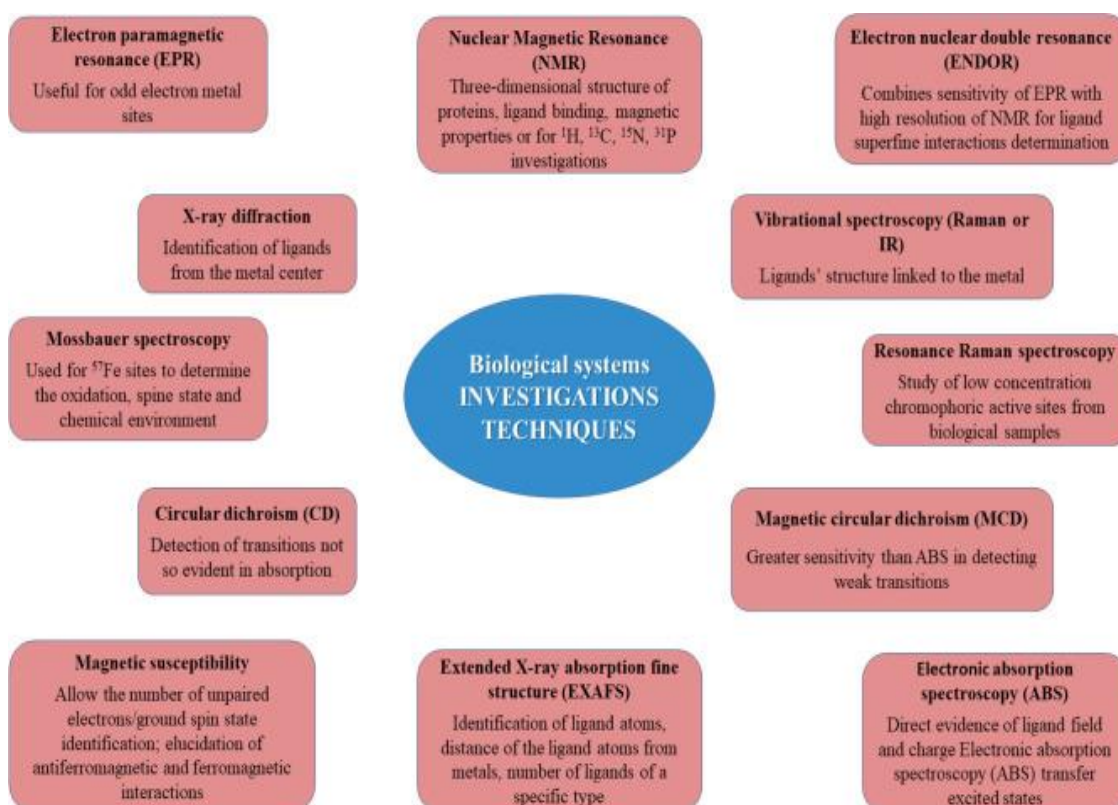 Electron paramagnetic
resonance (EPR)
Useful for odd electron metal
sites
Nuclear Magnetic Resonance
(NMR)
Three-dimensional structure of
proteins, ligand binding, magnetic
properties or for ¹H, ¹³C, ¹⁵N, ³¹P
investigations
Electron nuclear double resonance
(ENDOR)
Combines sensitivity of EPR with
high resolution of NMR for ligand
superfine interactions determination
X-ray diffraction
Identification of ligands
from the metal center
Vibrational spectroscopy (Raman or
IR)
Ligands' structure linked to the metal
Mossbauer spectroscopy
Used for ⁵⁷Fe sites to determine
the oxidation, spine state and
chemical environment
Biological systems
INVESTIGATIONS
TECHNIQUES
Resonance Raman spectroscopy
Study of low concentration
chromophoric active sites from
biological samples
Circular dichroism (CD)
Detection of transitions not
so evident in absorption
Magnetic circular dichroism (MCD)
Greater sensitivity than ABS in detecting
weak transitions
Magnetic susceptibility
Allow the number of unpaired
electrons/ground spin state
identification; elucidation of
antiferromagnetic and ferromagnetic
interactions
Extended X-ray absorption fine
structure (EXAFS)
Identification of ligand atoms,
distance of the ligand atoms from
metals, number of ligands of a
specific type
Electronic absorption
spectroscopy (ABS)
Direct evidence of ligand field
and charge Electronic absorption
spectroscopy (ABS) transfer
excited states